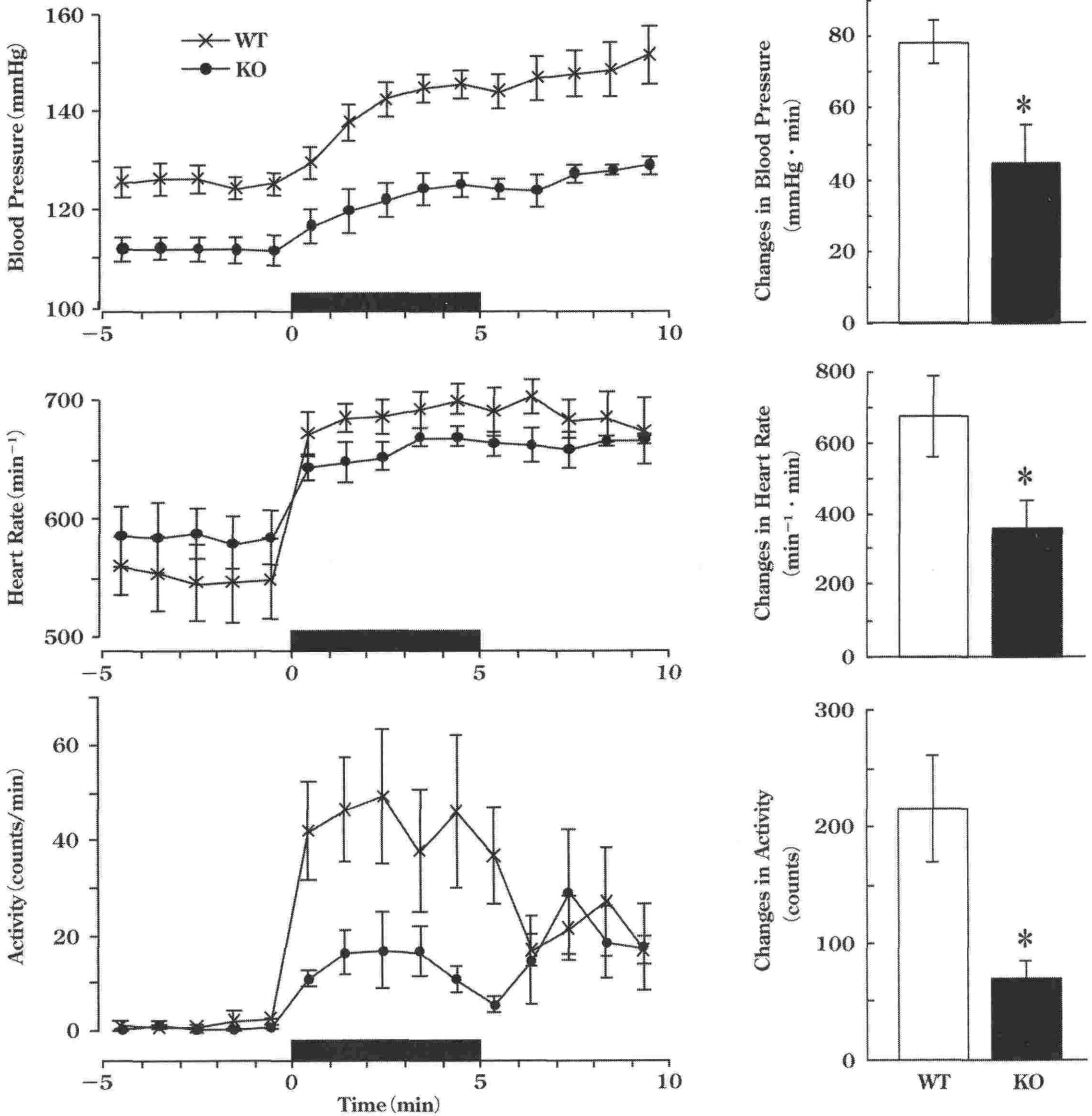 Blood Pressure (mmHg)
160
140
120
100
WT
KO
−5
0
5
10
Changes in Blood Pressure
(mmHg · min)
80
60
40
20
0
*
Heart Rate (min⁻¹)
700
600
500
−5
0
5
10
Changes in Heart Rate
(min⁻¹ · min)
800
600
400
200
0
*
Activity (counts/min)
60
40
20
0
−5
0
5
10
Time (min)
Changes in Activity
(counts)
300
200
100
0
*
WT
KO